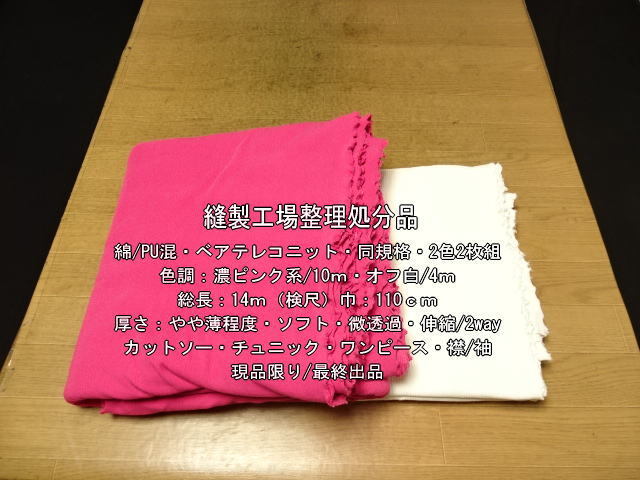 縫製工場整理処分品
綿/PU混・ベアテレコニット・同規格・2色2枚組
色調：濃ピンク系/10ｍ・オフ白/4ｍ
総長：14ｍ（検尺）巾：110ｃｍ
厚さ：やや薄程度・ソフト・微透過・伸縮/2way
カットソー・チュニック・ワンピース・襟/袖
現品限り/最終出品